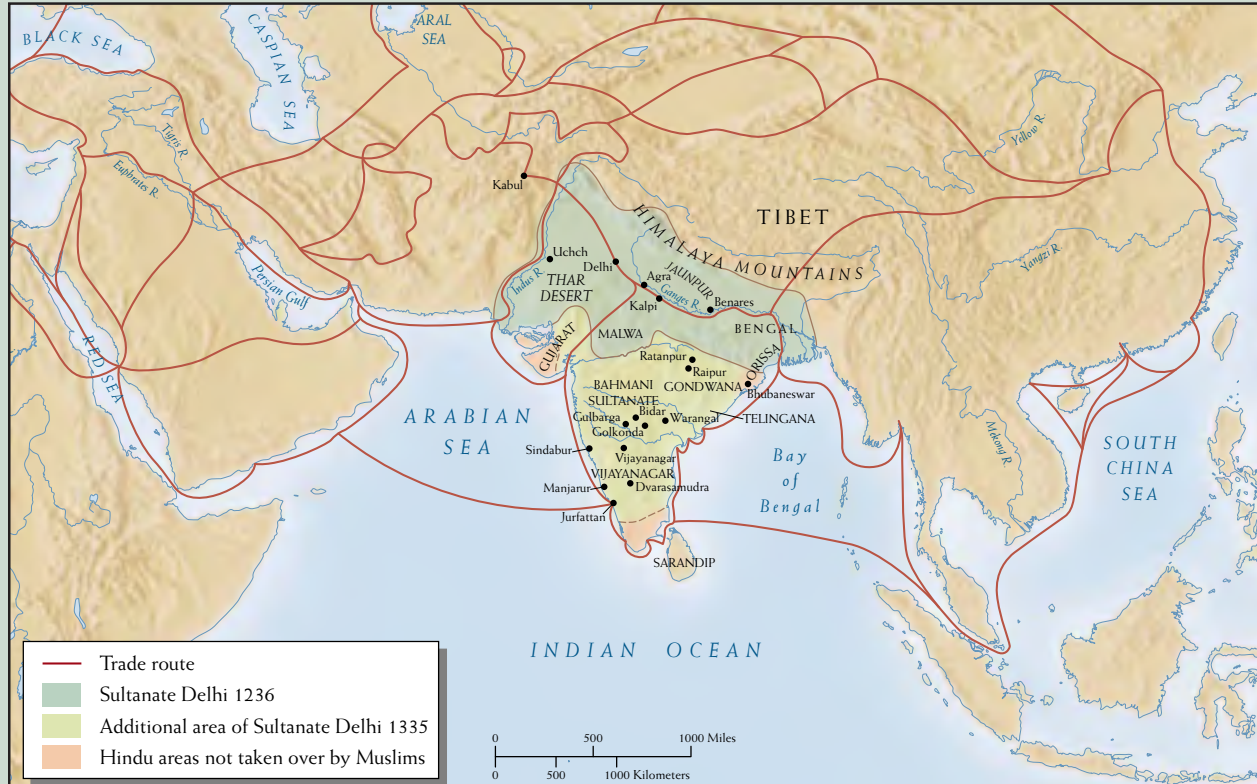 BLACK SEA
CASPIAN
SEA
ARAL
SEA
Tigris R.
Euphrates R.
Yellow R.
Kabul
TIBET
HIMALAYA MOUNTAINS
Uchch
Delhi
Indus R.
THAR
DESERT
Agra
JAUNPUR
Ganges R.
Kalpi
Benares
Yangzi R.
Persian Gulf
RED SEA
GUJARAT
MALWA
BENGAL
Ratanpur
Raipur
ORISSA
GONDWANA
Bhubaneswar
BAHMANI
SULTANATE
Bidar
Gulbarga
Warangal
TELINGANA
Golkonda
ARABIAN
SEA
Sindabur
Vijayanagar
VIJAYANAGAR
Manjarur
Dvarasamudra
Jurfattan
Bay
of
Bengal
Mekong R.
SOUTH
CHINA
SEA
SARANDIP
INDIAN OCEAN
Trade route
Sultanate Delhi 1236
Additional area of Sultanate Delhi 1335
Hindu areas not taken over by Muslims
0 500 1000 Miles
0 500 1000 Kilometers